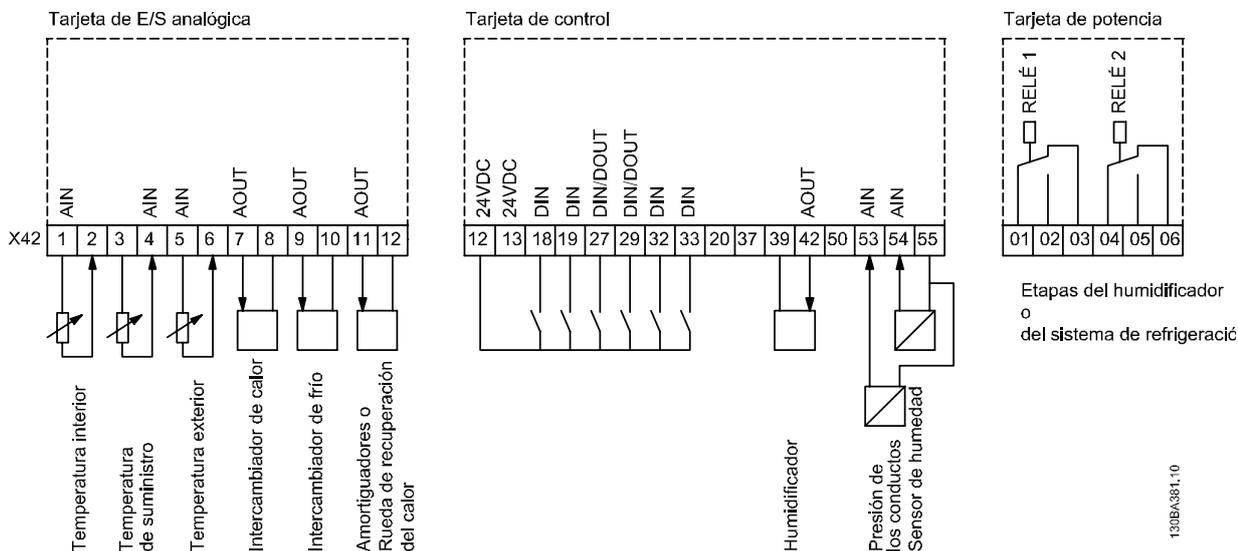 Tarjeta de E/S analógica
Tarjeta de control
Tarjeta de potencia
AIN
AIN
AIN
AOUT
AOUT
AOUT
X42
1 2 3 4 5 6 7 8 9 10 11 12
Temperatura interior
Temperatura
de suministro
Temperatura exterior
Intercambiador de calor
Intercambiador de frío
Amortiguadores o
Rueda de recuperación
del calor
24VDC
24VDC
DIN
DIN
DIN/DOUT
DIN/DOUT
DIN
DIN
AOUT
AIN
AIN
12 13 18 19 27 29 32 33 20 37 39 42 50 53 54 55
Humidificador
Presión de
los conductos
Sensor de humedad
RELÉ 1
RELÉ 2
01 02 03 04 05 06
Etapas del humidificador
o
del sistema de refrigeració
130BA381.10